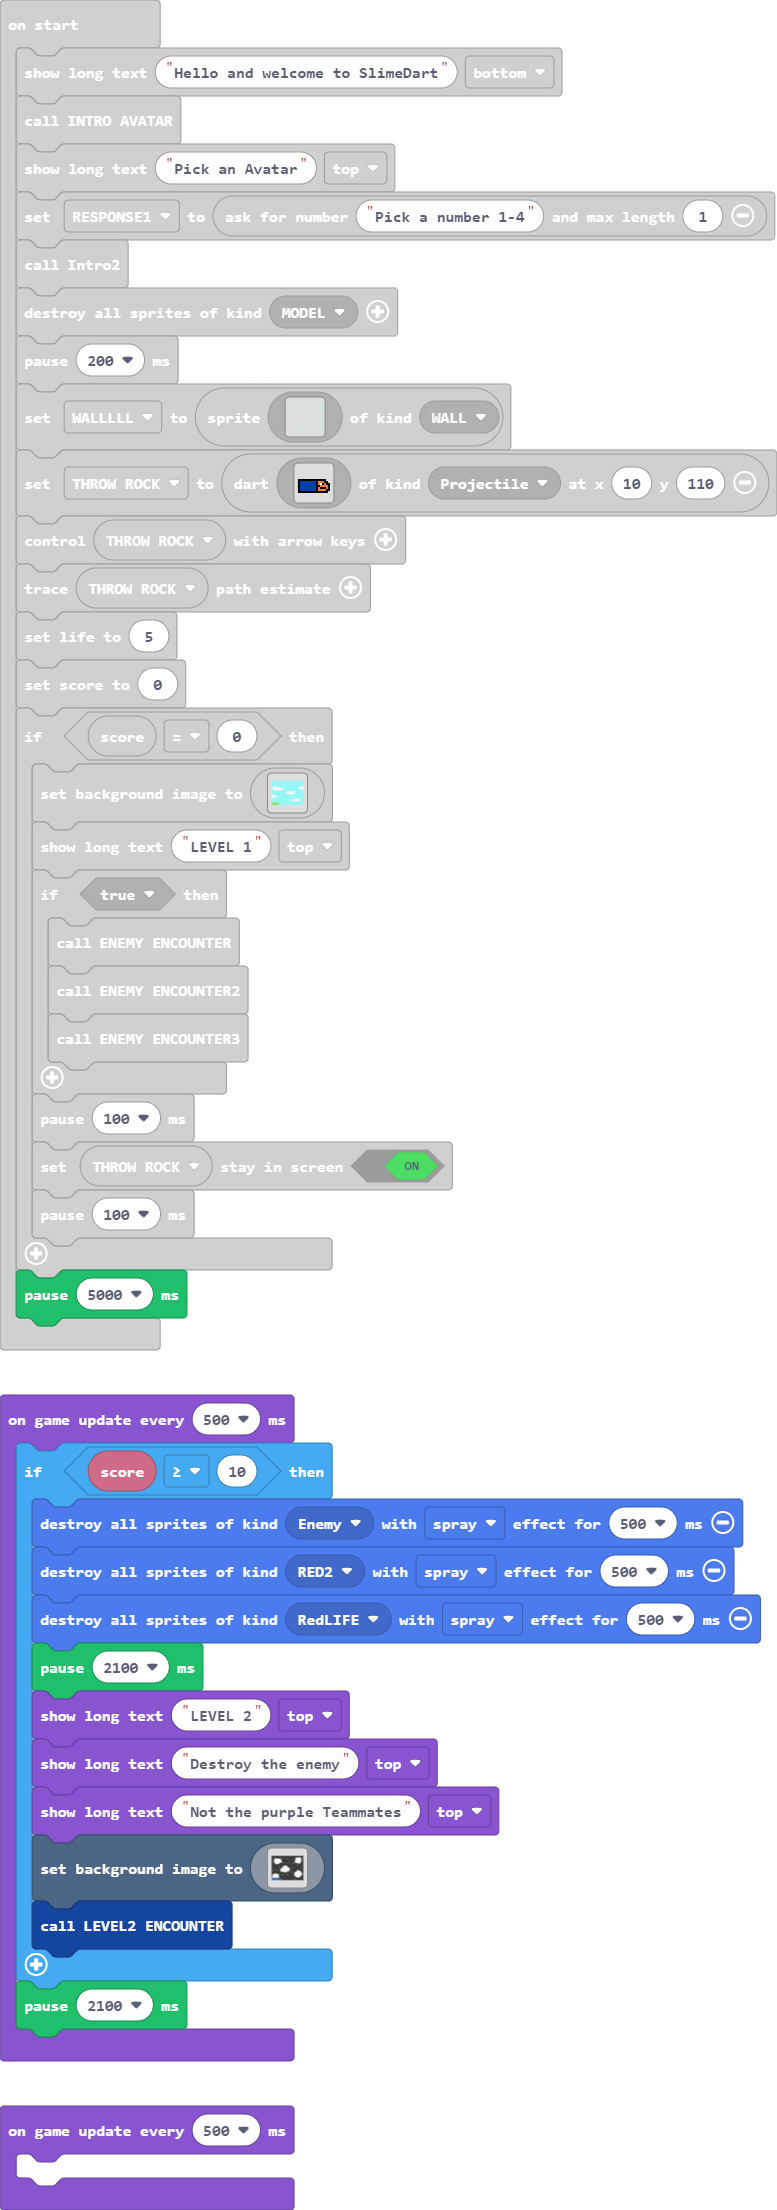 on start
show long text "Hello and welcome to SlimeDart" bottom
call INTRO AVATAR
show long text "Pick an Avatar" top
set RESPONSE1 to ask for number "Pick a number 1-4" and max length 1
call Intro2
destroy all sprites of kind MODEL
pause 200 ms
set WALLLLL to sprite of kind WALL
set THROW ROCK to dart of kind Projectile at x 10 y 110
control THROW ROCK with arrow keys
trace THROW ROCK path estimate
set life to 5
set score to 0
if score = 0 then
set background image to
show long text "LEVEL 1" top
if true then
call ENEMY ENCOUNTER
call ENEMY ENCOUNTER2
call ENEMY ENCOUNTER3
pause 100 ms
set THROW ROCK stay in screen ON
pause 100 ms
pause 5000 ms
on game update every 500 ms
if score ≥ 10 then
destroy all sprites of kind Enemy with spray effect for 500 ms
destroy all sprites of kind RED2 with spray effect for 500 ms
destroy all sprites of kind RedLIFE with spray effect for 500 ms
pause 2100 ms
show long text "LEVEL 2" top
show long text "Destroy the enemy" top
show long text "Not the purple Teammates" top
set background image to
call LEVEL2 ENCOUNTER
pause 2100 ms
on game update every 500 ms